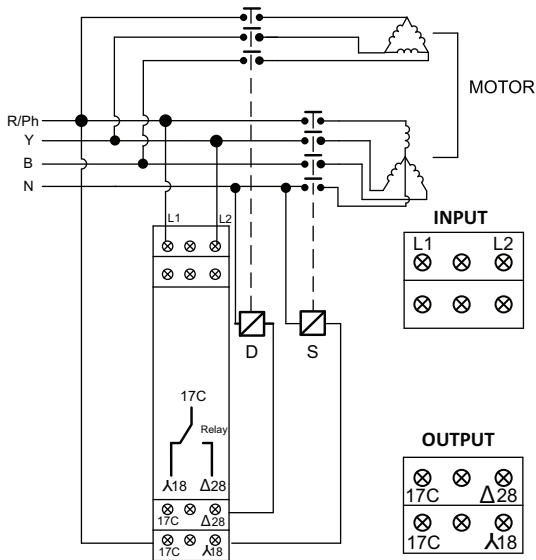 MOTOR
R/Ph
Y
B
N
L1 L2
INPUT
L1 L2
D S
17C
Relay
⅄18 Δ28
17C Δ28
17C ⅄18
OUTPUT
17C Δ28
17C ⅄18